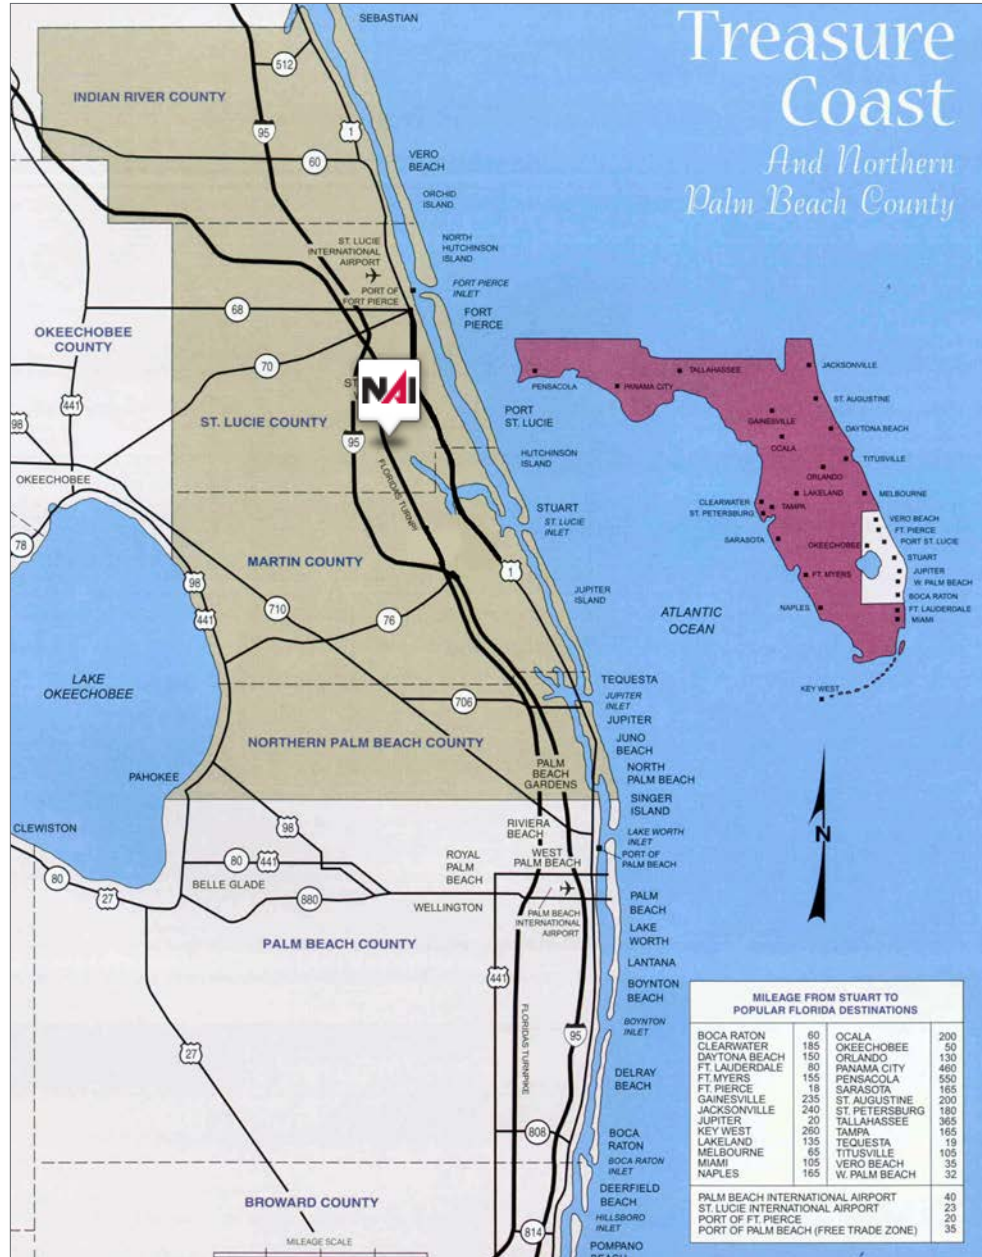 Treasure
Coast
And Northern
Palm Beach County
SEBASTIAN
512
INDIAN RIVER COUNTY
95
1
60
VERO
BEACH
ORCHID
ISLAND
ST. LUCIE
INTERNATIONAL
AIRPORT
NORTH
HUTCHINSON
ISLAND
PORT OF
FORT PIERCE
FORT PIERCE
INLET
68
FORT
PIERCE
OKEECHOBEE
COUNTY
70
441
98
NAI
ST. LUCIE COUNTY
95
PORT
ST. LUCIE
HUTCHINSON
ISLAND
OKEECHOBEE
FLORIDAS TURNPI
STUART
ST. LUCIE
INLET
78
MARTIN COUNTY
98
441
710
76
1
JUPITER
ISLAND
ATLANTIC
OCEAN
LAKE
OKEECHOBEE
TEQUESTA
JUPITER
INLET
706
JUPITER
NORTHERN PALM BEACH COUNTY
JUNO
BEACH
PAHOKEE
PALM
BEACH
GARDENS
NORTH
PALM BEACH
SINGER
ISLAND
CLEWISTON
98
RIVIERA
BEACH
LAKE WORTH
INLET
PORT OF
PALM BEACH
80
441
ROYAL
PALM
BEACH
WEST
PALM BEACH
80
27
BELLE GLADE
880
WELLINGTON
PALM BEACH
INTERNATIONAL
AIRPORT
PALM
BEACH
PALM BEACH COUNTY
LAKE
WORTH
LANTANA
441
BOYNTON
BEACH
FLORIDAS TURNPIKE
95
BOYNTON
INLET
27
DELRAY
BEACH
808
BOCA
RATON
BOCA RATON
INLET
BROWARD COUNTY
DEERFIELD
BEACH
HILLSBORO
INLET
814
MILEAGE SCALE
POMPANO
PENSACOLA
PANAMA CITY
TALLAHASSEE
JACKSONVILLE
ST. AUGUSTINE
GAINESVILLE
OCALA
DAYTONA BEACH
TITUSVILLE
ORLANDO
LAKELAND
MELBOURNE
CLEARWATER
ST. PETERSBURG
TAMPA
VERO BEACH
FT. PIERCE
PORT ST. LUCIE
SARASOTA
OKEECHOBEE
STUART
FT. MYERS
JUPITER
W. PALM BEACH
BOCA RATON
NAPLES
FT. LAUDERDALE
MIAMI
KEY WEST
N
MILEAGE FROM STUART TO
POPULAR FLORIDA DESTINATIONS
BOCA RATON 60 OCALA 200
CLEARWATER 185 OKEECHOBEE 50
DAYTONA BEACH 150 ORLANDO 130
FT. LAUDERDALE 80 PANAMA CITY 460
FT. MYERS 155 PENSACOLA 550
FT. PIERCE 18 SARASOTA 165
GAINESVILLE 235 ST. AUGUSTINE 200
JACKSONVILLE 240 ST. PETERSBURG 180
JUPITER 20 TALLAHASSEE 365
KEY WEST 260 TAMPA 165
LAKELAND 135 TEQUESTA 19
MELBOURNE 65 TITUSVILLE 105
MIAMI 105 VERO BEACH 35
NAPLES 165 W. PALM BEACH 32
PALM BEACH INTERNATIONAL AIRPORT 40
ST. LUCIE INTERNATIONAL AIRPORT 23
PORT OF FT. PIERCE 20
PORT OF PALM BEACH (FREE TRADE ZONE) 35